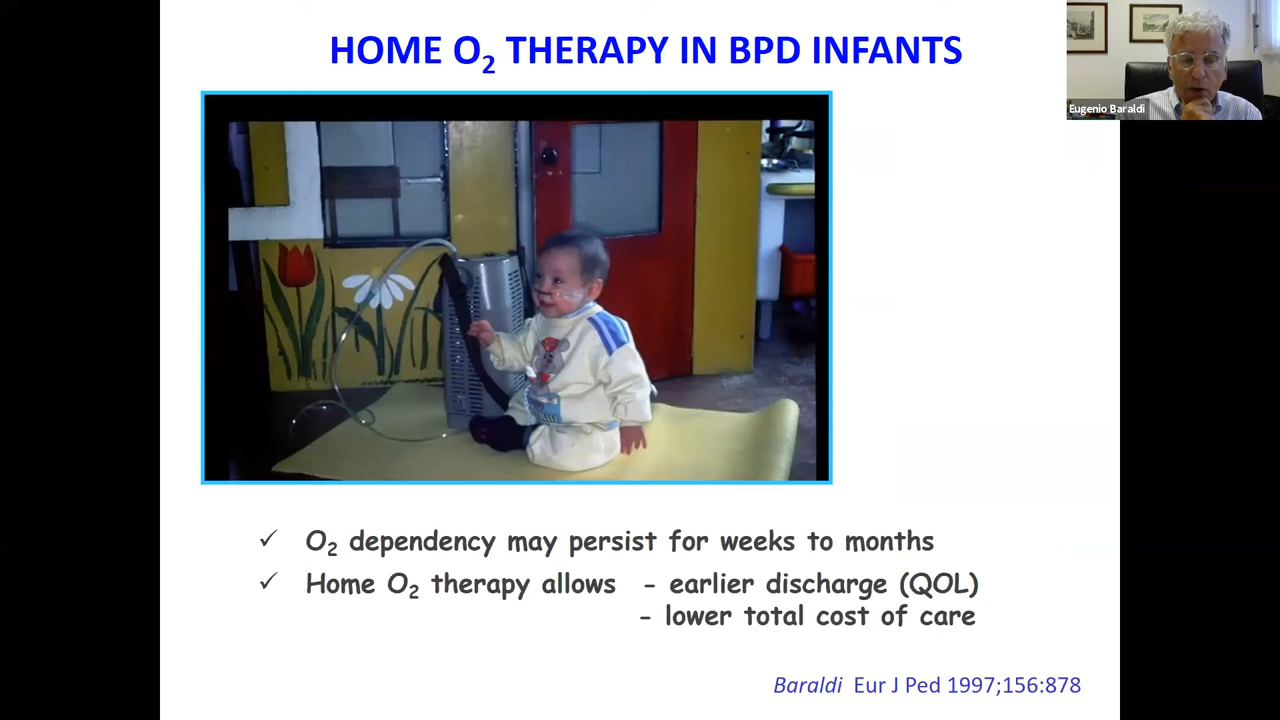 HOME O₂ THERAPY IN BPD INFANTS
Eugenio Baraldi
✓ O₂ dependency may persist for weeks to months
✓ Home O₂ therapy allows - earlier discharge (QOL)
- lower total cost of care
Baraldi Eur J Ped 1997;156:878